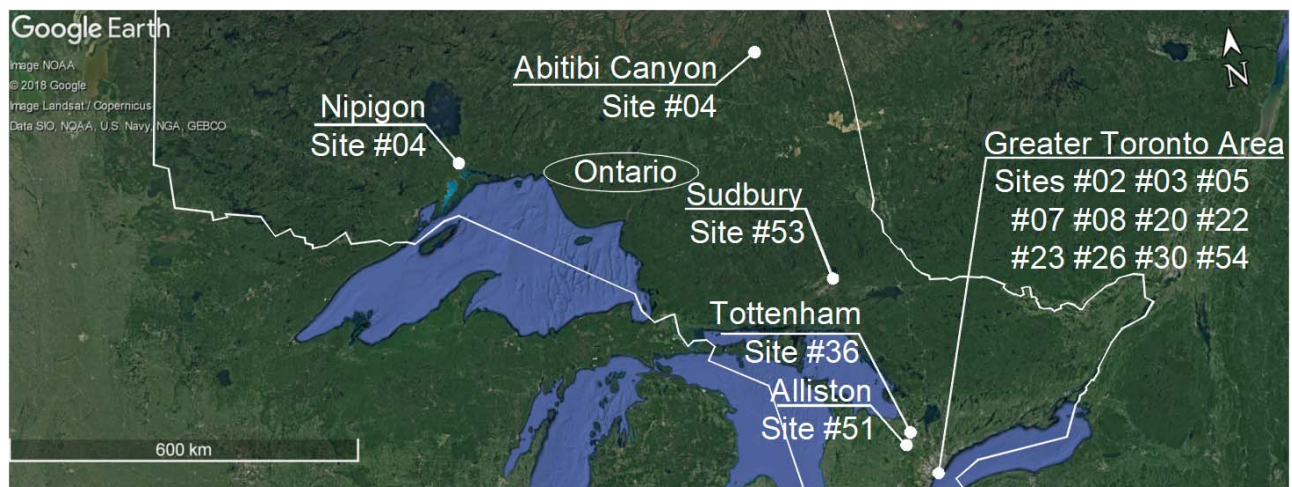 Google Earth
Image NOAA
© 2018 Google
Image Landsat / Copernicus
Data SIO, NOAA, U.S. Navy, NGA, GEBCO
Abitibi Canyon
Site #04
N
Nipigon
Site #04
Ontario
Greater Toronto Area
Sites #02 #03 #05
#07 #08 #20 #22
#23 #26 #30 #54
Sudbury
Site #53
Tottenham
Site #36
Alliston
Site #51
600 km